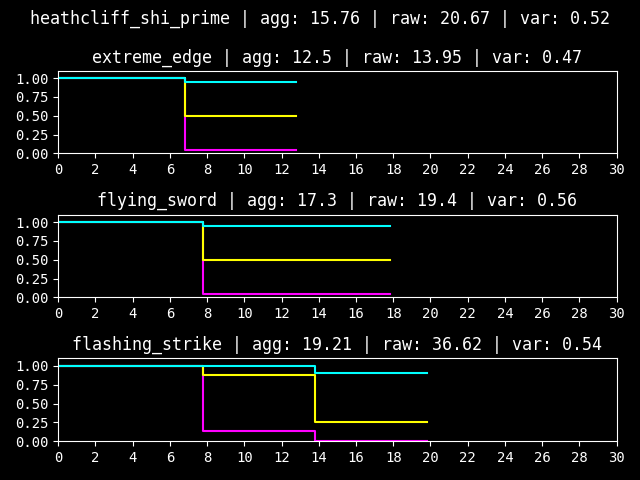 heathcliff_shi_prime | agg: 15.76 | raw: 20.67 | var: 0.52
extreme_edge | agg: 12.5 | raw: 13.95 | var: 0.47
1.00
0.75
0.50
0.25
0.00
0 2 4 6 8 10 12 14 16 18 20 22 24 26 28 30
flying_sword | agg: 17.3 | raw: 19.4 | var: 0.56
1.00
0.75
0.50
0.25
0.00
0 2 4 6 8 10 12 14 16 18 20 22 24 26 28 30
flashing_strike | agg: 19.21 | raw: 36.62 | var: 0.54
1.00
0.75
0.50
0.25
0.00
0 2 4 6 8 10 12 14 16 18 20 22 24 26 28 30